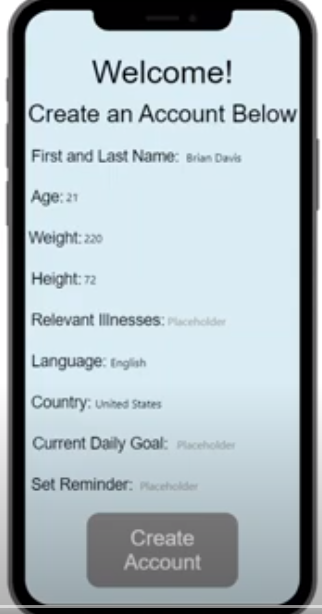 Welcome!
Create an Account Below
First and Last Name: Brian Davis
Age: 21
Weight: 220
Height: 72
Relevant Illnesses: Placeholder
Language: English
Country: United States
Current Daily Goal: Placeholder
Set Reminder: Placeholder
Create
Account